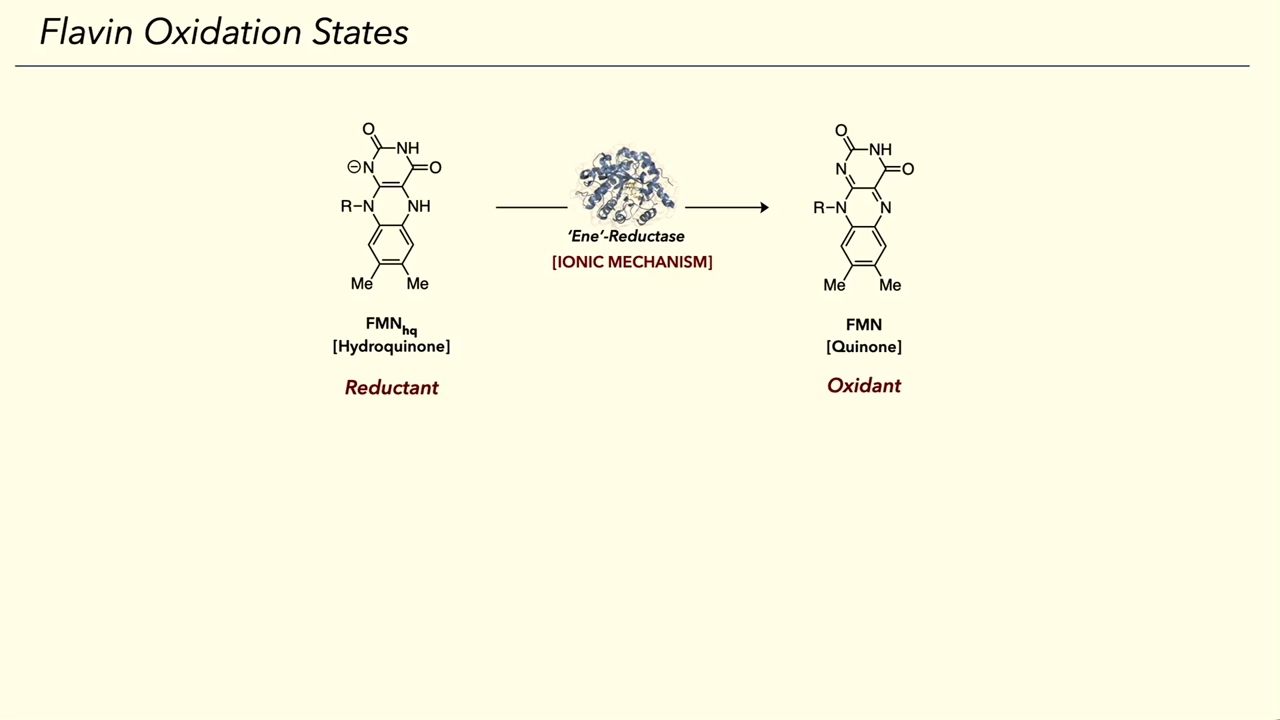 Flavin Oxidation States
O
NH
⊖ N
O
R–N
NH
Me
Me
FMNhq
[Hydroquinone]
Reductant
'Ene'-Reductase
[IONIC MECHANISM]
O
NH
N
O
R–N
N
Me
Me
FMN
[Quinone]
Oxidant